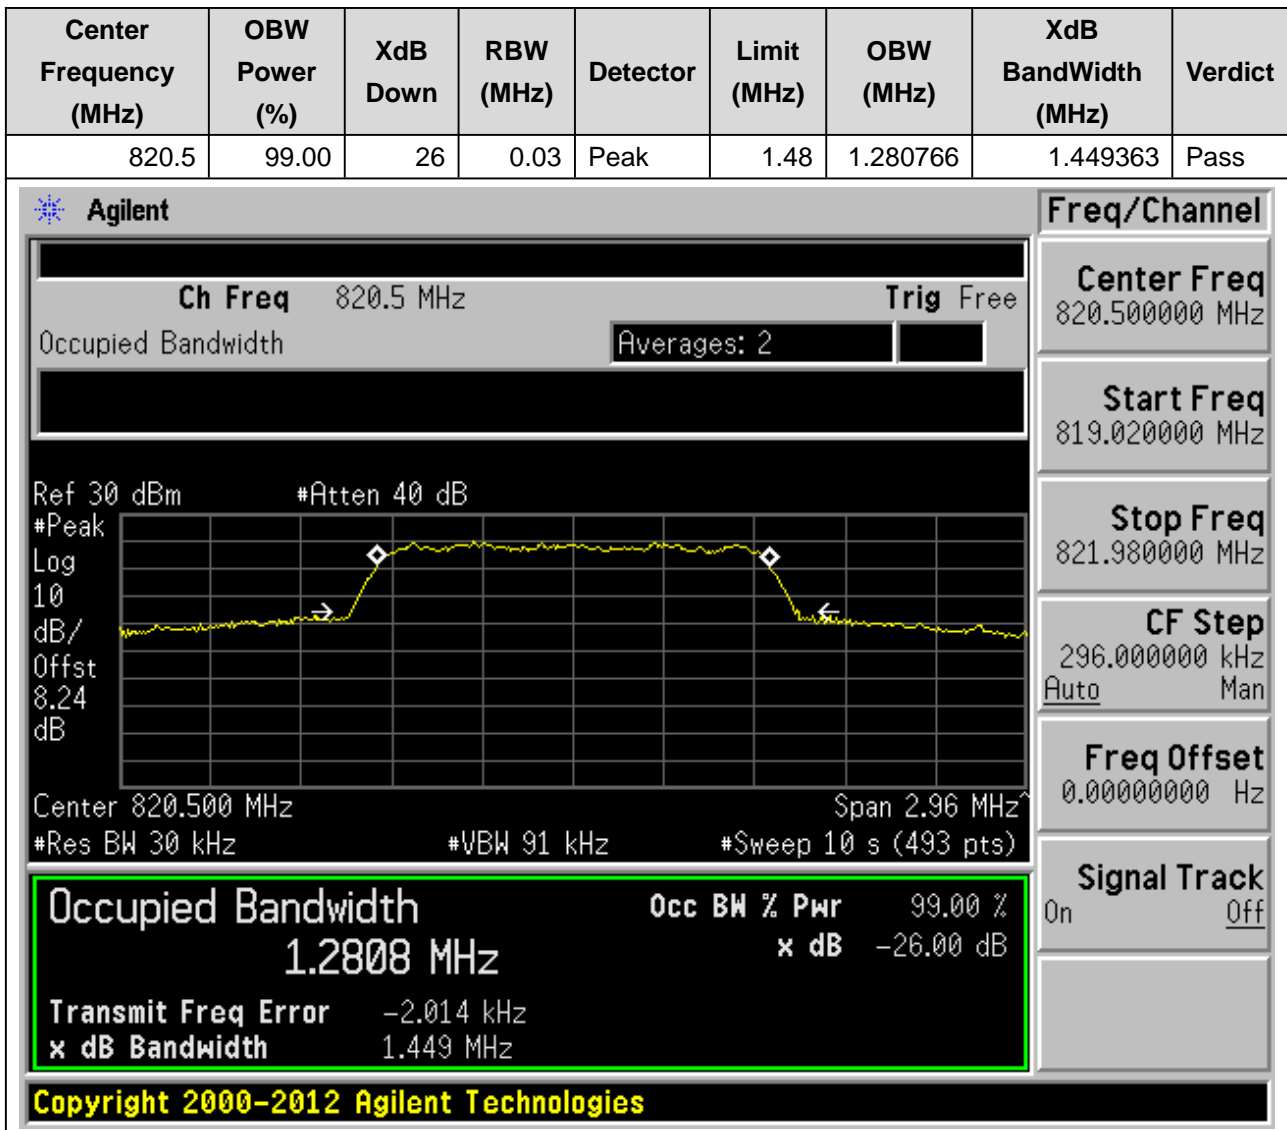 Center Frequency (MHz) OBW Power (%) XdB Down RBW (MHz) Detector Limit (MHz) OBW (MHz) XdB BandWidth (MHz) Verdict
820.5 99.00 26 0.03 Peak 1.48 1.280766 1.449363 Pass
Agilent
Freq/Channel
Ch Freq 820.5 MHz Trig Free
Occupied Bandwidth Averages: 2
Center Freq
820.500000 MHz
Start Freq
819.020000 MHz
Stop Freq
821.980000 MHz
CF Step
296.000000 kHz
Auto Man
Freq Offset
0.00000000 Hz
Signal Track
On Off
Ref 30 dBm #Atten 40 dB
#Peak
Log
10
dB/
Offst
8.24
dB
Center 820.500 MHz Span 2.96 MHz^
#Res BW 30 kHz #VBW 91 kHz #Sweep 10 s (493 pts)
Occupied Bandwidth Occ BW % Pwr 99.00 %
1.2808 MHz x dB -26.00 dB
Transmit Freq Error -2.014 kHz
x dB Bandwidth 1.449 MHz
Copyright 2000-2012 Agilent Technologies